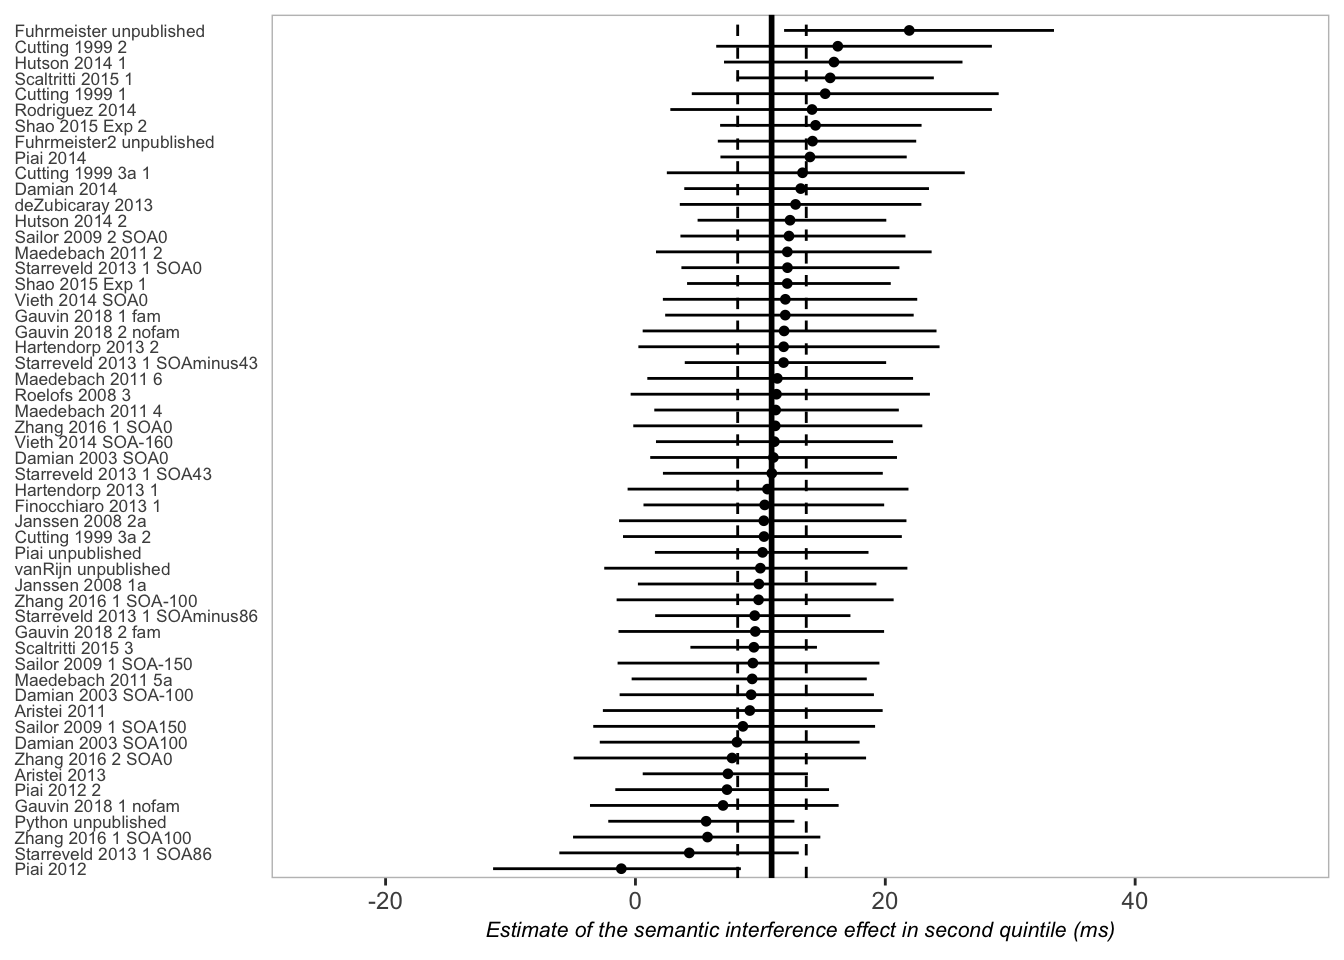 Fuhrmeister unpublished
Cutting 1999 2
Hutson 2014 1
Scaltritti 2015 1
Cutting 1999 1
Rodriguez 2014
Shao 2015 Exp 2
Fuhrmeister2 unpublished
Piai 2014
Cutting 1999 3a 1
Damian 2014
deZubicaray 2013
Hutson 2014 2
Sailor 2009 2 SOA0
Maedebach 2011 2
Starreveld 2013 1 SOA0
Shao 2015 Exp 1
Vieth 2014 SOA0
Gauvin 2018 1 fam
Gauvin 2018 2 nofam
Hartendorp 2013 2
Starreveld 2013 1 SOAminus43
Maedebach 2011 6
Roelofs 2008 3
Maedebach 2011 4
Zhang 2016 1 SOA0
Vieth 2014 SOA-160
Damian 2003 SOA0
Starreveld 2013 1 SOA43
Hartendorp 2013 1
Finocchiaro 2013 1
Janssen 2008 2a
Cutting 1999 3a 2
Piai unpublished
vanRijn unpublished
Janssen 2008 1a
Zhang 2016 1 SOA-100
Starreveld 2013 1 SOAminus86
Gauvin 2018 2 fam
Scaltritti 2015 3
Sailor 2009 1 SOA-150
Maedebach 2011 5a
Damian 2003 SOA-100
Aristei 2011
Sailor 2009 1 SOA150
Damian 2003 SOA100
Zhang 2016 2 SOA0
Aristei 2013
Piai 2012 2
Gauvin 2018 1 nofam
Python unpublished
Zhang 2016 1 SOA100
Starreveld 2013 1 SOA86
Piai 2012
-20 0 20 40
Estimate of the semantic interference effect in second quintile (ms)